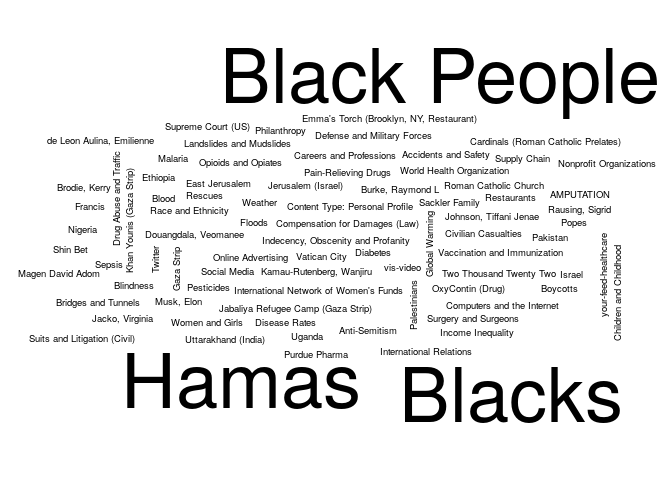 Black People
Emma's Torch (Brooklyn, NY, Restaurant)
Supreme Court (US)
Philanthropy
Defense and Military Forces
de Leon Aulina, Emilienne
Landslides and Mudslides
Cardinals (Roman Catholic Prelates)
Malaria
Opioids and Opiates
Careers and Professions
Accidents and Safety
Supply Chain
Nonprofit Organizations
Drug Abuse and Traffic
Khan Younis (Gaza Strip)
Ethiopia
Pain-Relieving Drugs
World Health Organization
Brodie, Kerry
East Jerusalem
Jerusalem (Israel)
Burke, Raymond L
Roman Catholic Church
Blood
Rescues
Restaurants
AMPUTATION
Francis
Race and Ethnicity
Weather
Content Type: Personal Profile
Sackler Family
Rausing, Sigrid
Johnson, Tiffani Jenae
Popes
Nigeria
Floods
Compensation for Damages (Law)
Global Warming
Douangdala, Veomanee
Indecency, Obscenity and Profanity
Civilian Casualties
Pakistan
Shin Bet
Twitter
Gaza Strip
Online Advertising
Vatican City
Diabetes
Vaccination and Immunization
your-feed-healthcare
Children and Childhood
Sepsis
Magen David Adom
Social Media
Kamau-Rutenberg, Wanjiru
vis-video
Two Thousand Twenty Two
Israel
Blindness
Pesticides
International Network of Women's Funds
Palestinians
OxyContin (Drug)
Boycotts
Bridges and Tunnels
Musk, Elon
Jabaliya Refugee Camp (Gaza Strip)
Computers and the Internet
Jacko, Virginia
Women and Girls
Disease Rates
Surgery and Surgeons
Anti-Semitism
Income Inequality
Suits and Litigation (Civil)
Uttarakhand (India)
Uganda
Purdue Pharma
International Relations
Hamas
Blacks